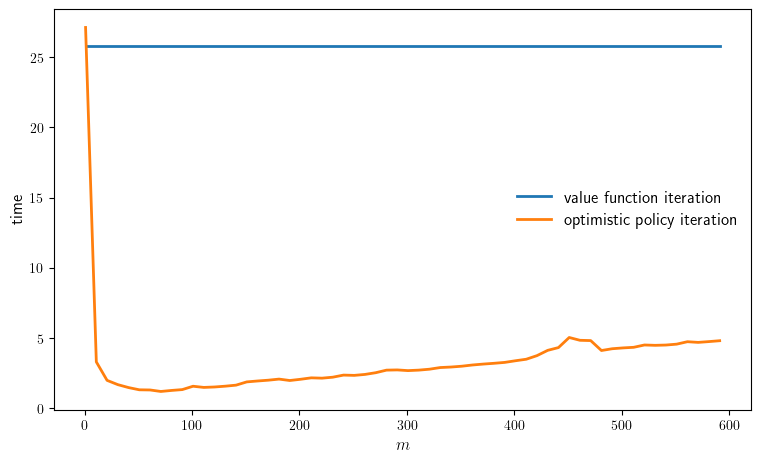 25
20
15
10
5
0
time
value function iteration
optimistic policy iteration
0 100 200 300 400 500 600
m